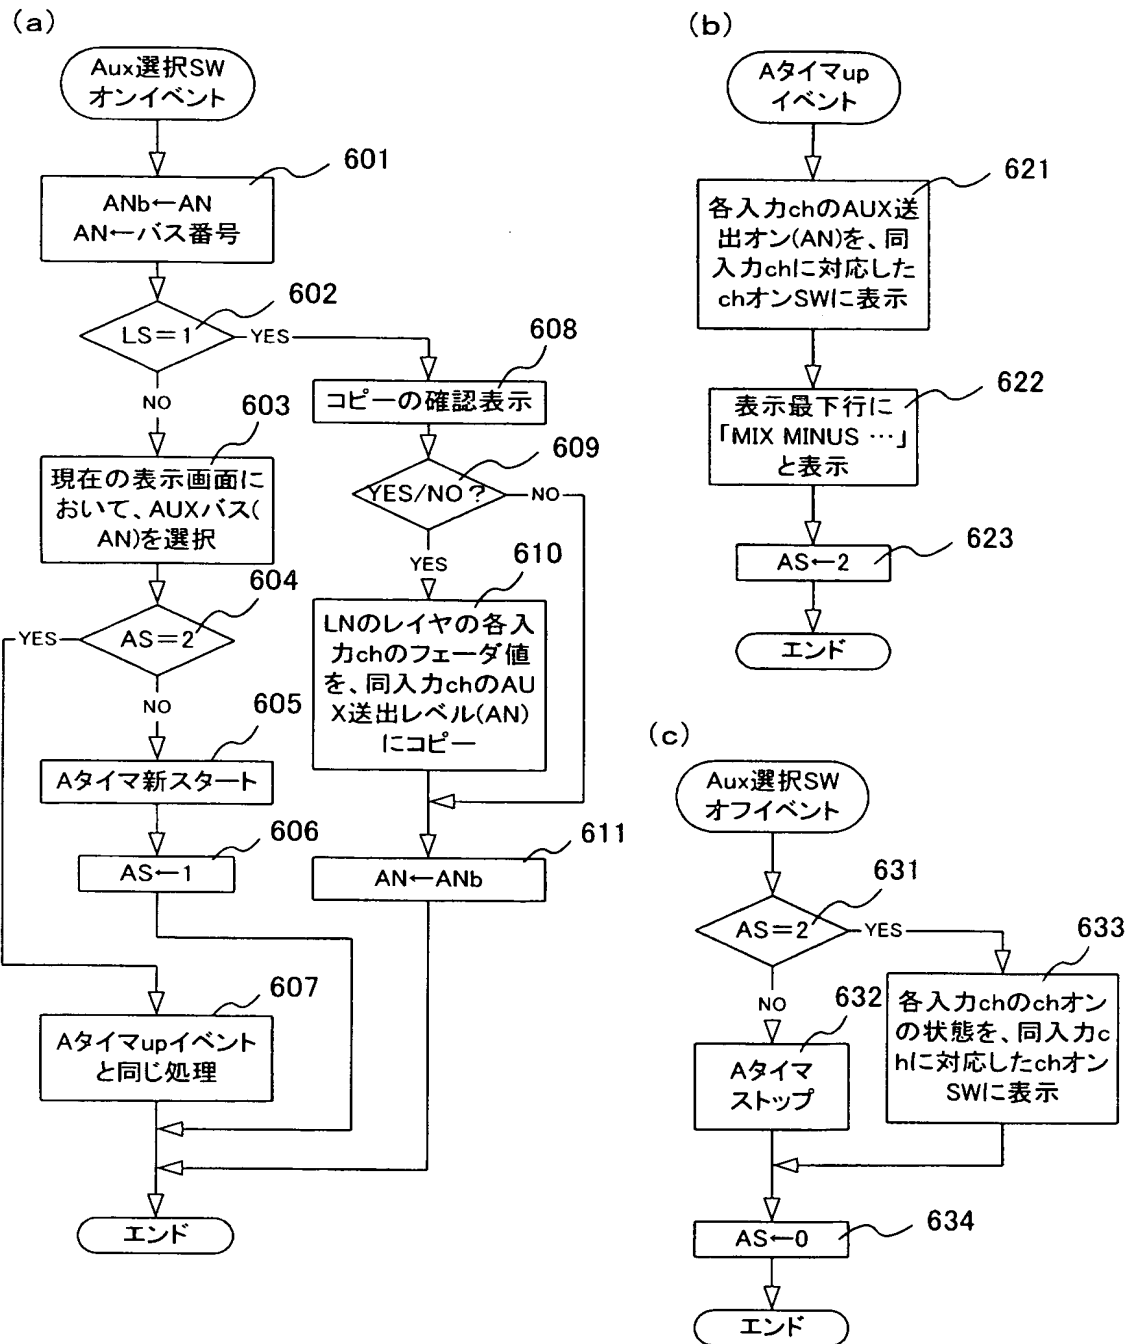 (a)
Aux選択SW
オンイベント
601
ANb←AN
AN←バス番号
602
LS=1
YES
NO
603
現在の表示画面に
おいて、AUXバス(
AN)を選択
604
AS=2
YES
NO
605
Aタイマ新スタート
606
AS←1
607
Aタイマupイベント
と同じ処理
エンド
608
コピーの確認表示
609
YES/NO?
NO
YES
610
LNのレイヤの各入
力chのフェーダ値
を、同入力chのAU
X送出レベル(AN)
にコピー
611
AN←ANb
(b)
Aタイマup
イベント
621
各入力chのAUX送
出オン(AN)を、同
入力chに対応した
chオンSWに表示
622
表示最下行に
「MIX MINUS …」
と表示
623
AS←2
エンド
(c)
Aux選択SW
オフイベント
631
AS=2
YES
NO
632
Aタイマ
ストップ
633
各入力chのchオン
の状態を、同入力c
hに対応したchオン
SWに表示
634
AS←0
エンド